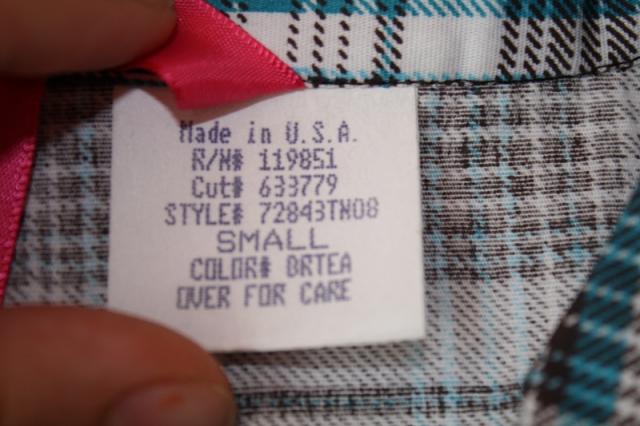 Made in U.S.A.
R/N# 119851
Cut# 633779
STYLE# 72843TN08
SMALL
COLOR# BRTEA
OVER FOR CARE